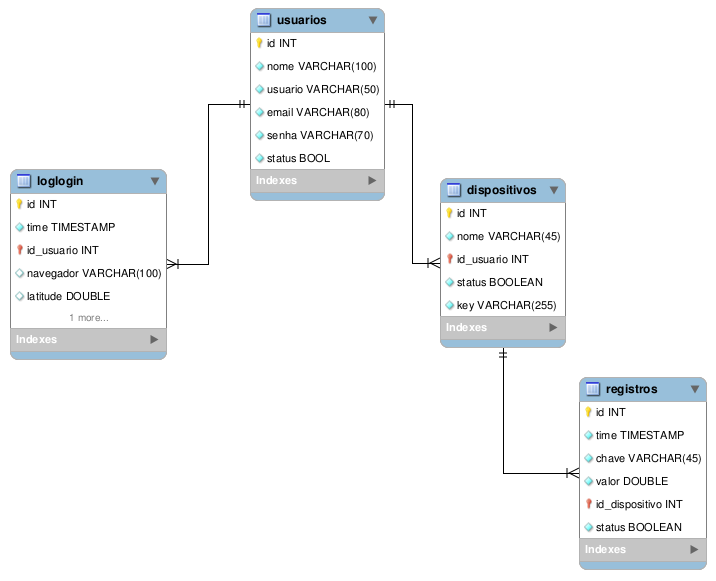 usuarios
id INT
nome VARCHAR(100)
usuario VARCHAR(50)
email VARCHAR(80)
senha VARCHAR(70)
status BOOL
Indexes
loglogin
id INT
time TIMESTAMP
id_usuario INT
navegador VARCHAR(100)
latitude DOUBLE
1 more...
Indexes
dispositivos
id INT
nome VARCHAR(45)
id_usuario INT
status BOOLEAN
key VARCHAR(255)
Indexes
registros
id INT
time TIMESTAMP
chave VARCHAR(45)
valor DOUBLE
id_dispositivo INT
status BOOLEAN
Indexes